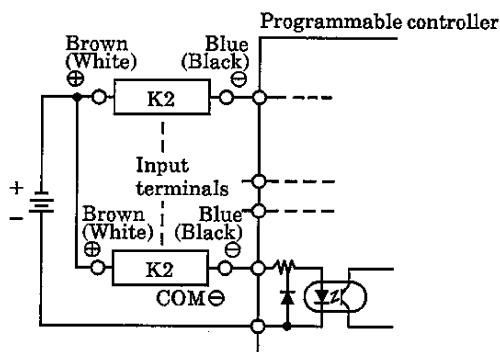 Programmable controller
Brown
(White)
Blue
(Black)
⊕
K2
⊖
Input
terminals
+
−
Brown
(White)
Blue
(Black)
⊕
K2
⊖
COM⊖